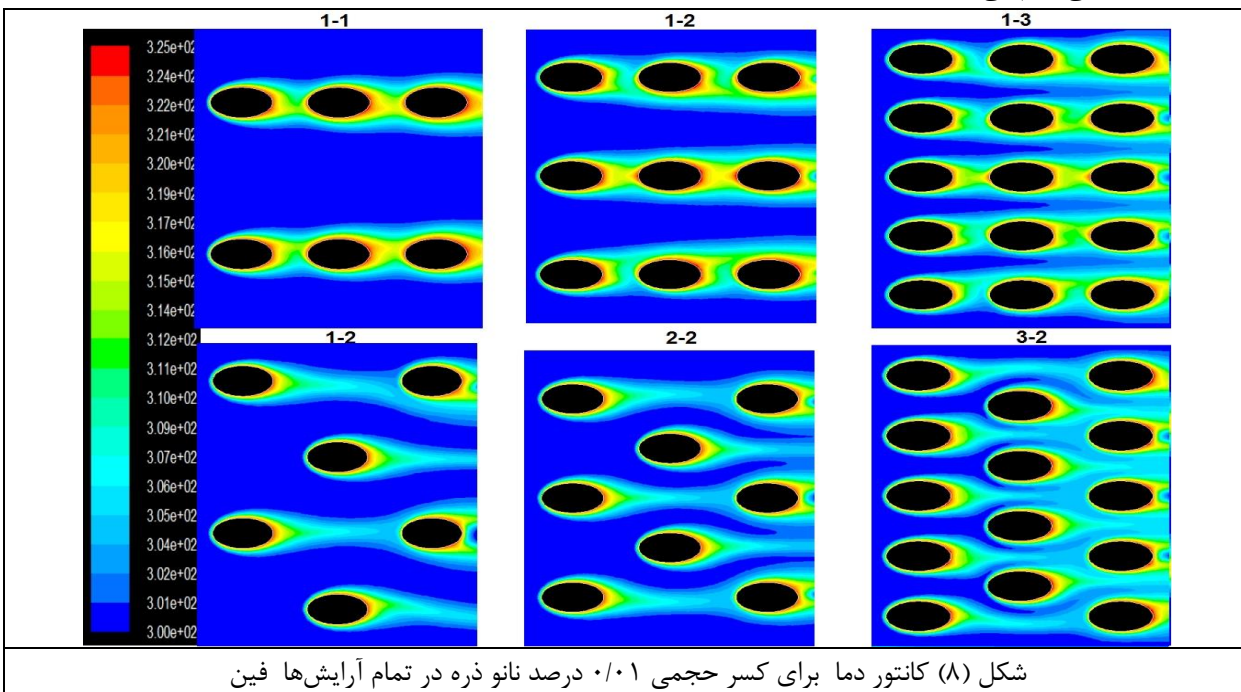 1-1
1-2
1-3
3.25e+02
3.24e+02
3.22e+02
3.21e+02
3.20e+02
3.19e+02
3.17e+02
3.16e+02
3.15e+02
3.14e+02
3.12e+02
3.11e+02
3.10e+02
3.09e+02
3.07e+02
3.06e+02
3.05e+02
3.04e+02
3.02e+02
3.01e+02
3.00e+02
1-2
2-2
3-2
شکل (۸) کانتور دما برای کسر حجمی ۰/۰۱ درصد نانو ذره در تمام آرایش‌ها فین